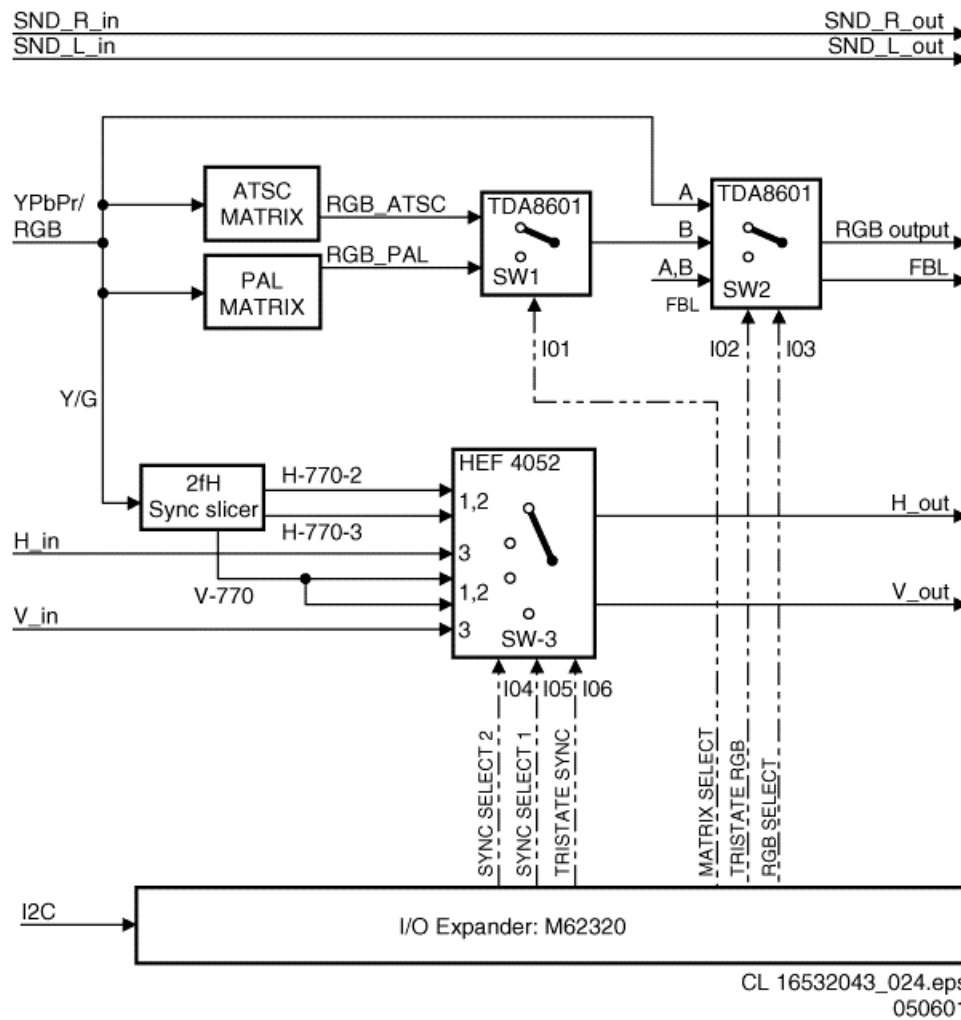 SND_R_in
SND_R_out
SND_L_in
SND_L_out
YPbPr/
RGB
ATSC
MATRIX
RGB_ATSC
RGB_PAL
PAL
MATRIX
TDA8601
SW1
A
B
A,B
FBL
TDA8601
SW2
RGB output
FBL
I01
I02
I03
Y/G
2fH
Sync slicer
H-770-2
H-770-3
H_in
V-770
V_in
HEF 4052
1,2
3
1,2
3
SW-3
H_out
V_out
I04
I05
I06
SYNC SELECT 2
SYNC SELECT 1
TRISTATE SYNC
MATRIX SELECT
TRISTATE RGB
RGB SELECT
I2C
I/O Expander: M62320
CL 16532043_024.eps
050601